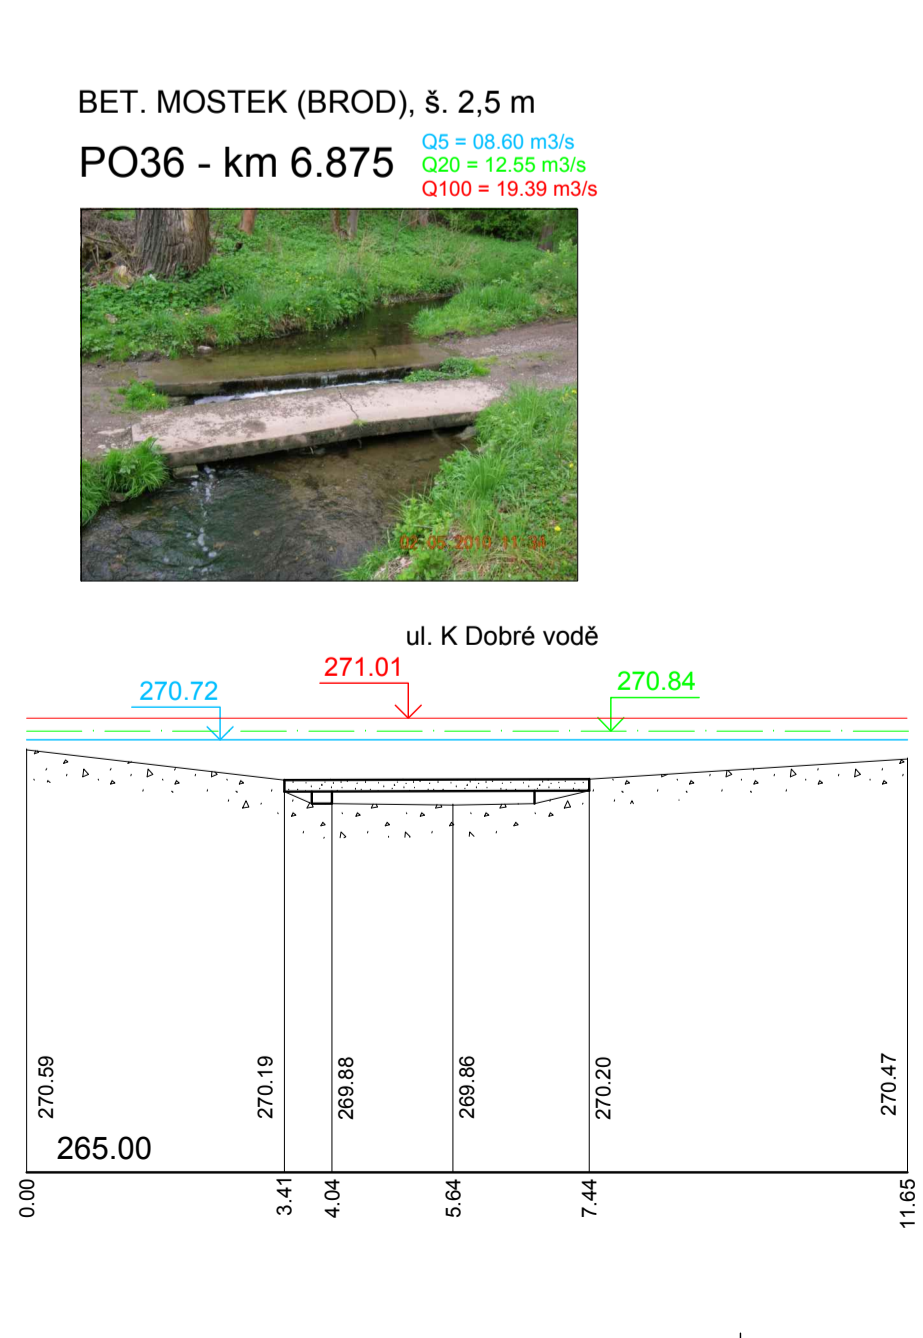 BET. MOSTEK (BROD), š. 2,5 m
PO36 - km 6.875
Q5 = 08.60 m3/s
Q20 = 12.55 m3/s
Q100 = 19.39 m3/s
ul. K Dobré vodě
271.01
270.72
270.84
270.59
270.19
269.88
269.86
270.20
270.47
265.00
0.00
3.41
4.04
5.64
7.44
11.65